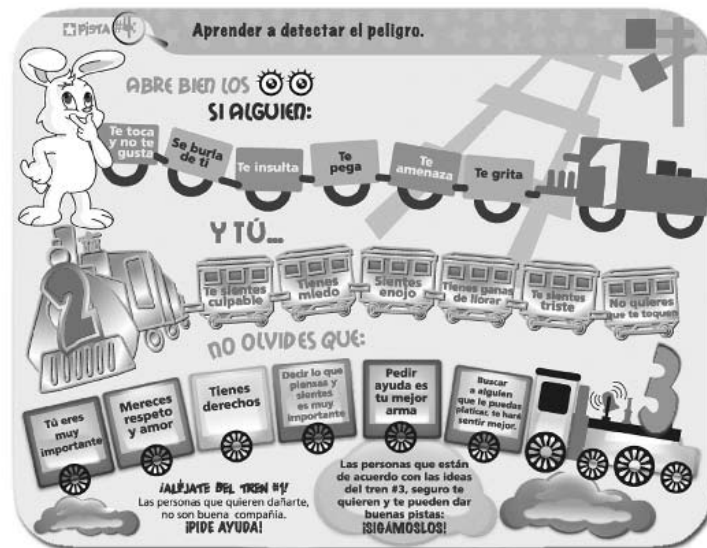 PISTA #4:
Aprender a detectar el peligro.
ABRE BIEN LOS
SI ALGUIEN:
Te toca
y no te
gusta
Se burla
de ti
Te insulta
Te
pega
Te
amenaza
Te grita
1
Y TÚ...
2
Te sientes
culpable
Tienes
miedo
Sientes
enojo
Tienes ganas
de llorar
Te sientes
triste
No quieres
que te toquen
NO OLVIDES QUE:
Tú eres
muy
importante
Mereces
respeto
y amor
Tienes
derechos
Decir lo que
piensas y
sientes
es muy
importante
Pedir
ayuda es
tu mejor
arma
Buscar
a alguien
que le puedas
platicar, te hará
sentir mejor.
3
¡ALÉJATE DEL TREN #1!
Las personas que quieren dañarte,
no son buena compañía.
¡PIDE AYUDA!
Las personas que están
de acuerdo con las ideas
del tren #3, seguro te
quieren y te pueden dar
buenas pistas:
¡SIGAMOSLOS!